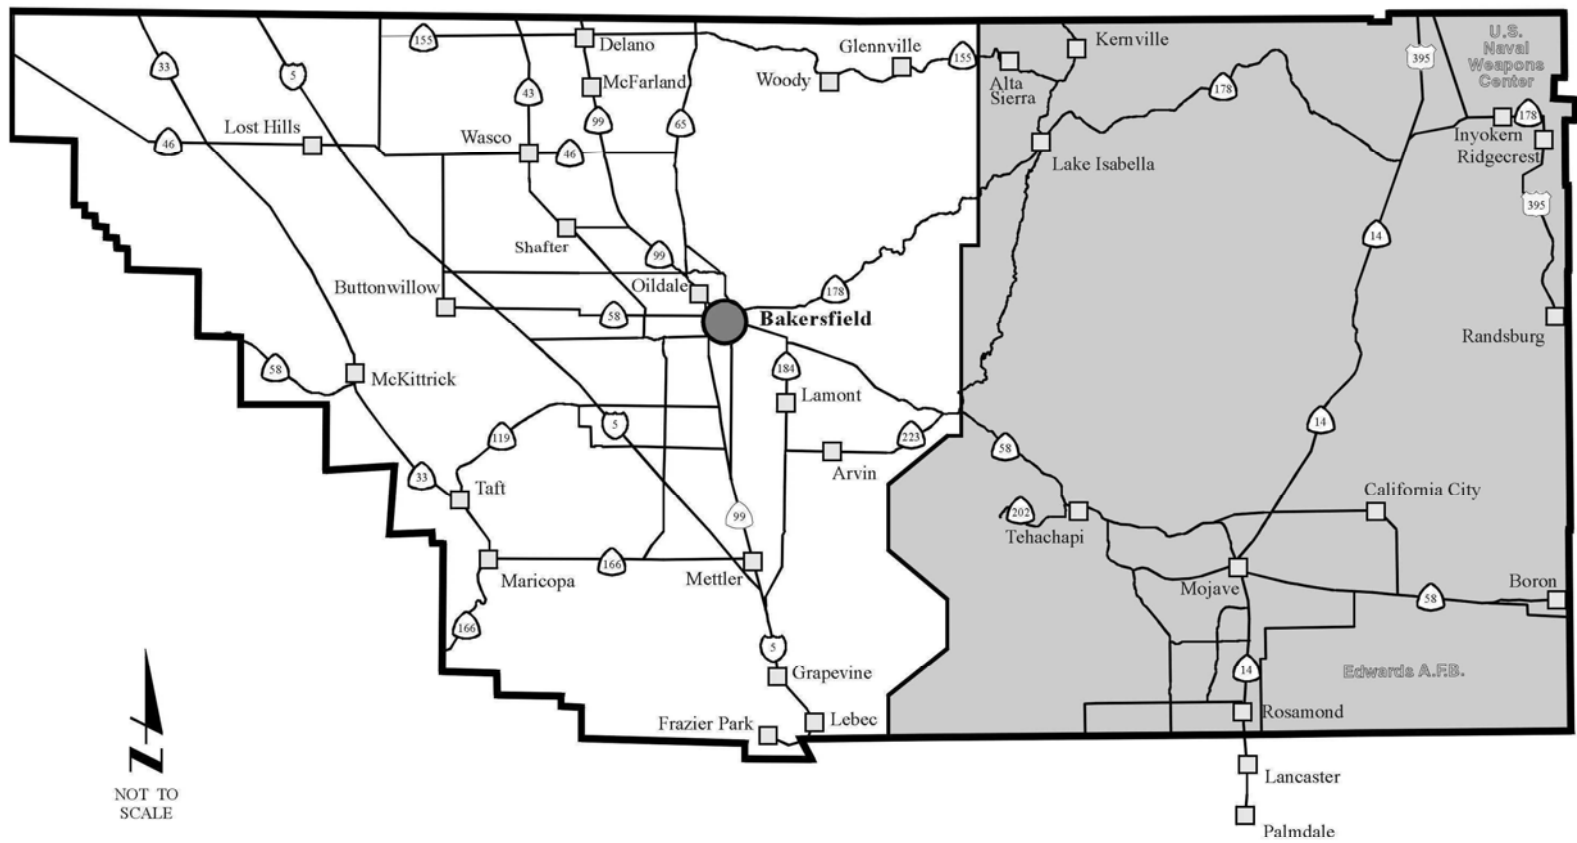 U.S.
Naval
Weapons
Center
155
Delano
Glennville
155
Kernville
395
33
5
McFarland
Woody
Alta
Sierra
178
43
99
65
Lost Hills
Wasco
46
46
Inyokern
178
Ridgecrest
Lake Isabella
395
Shafter
99
14
Buttonwillow
Oildale
178
58
Bakersfield
Randsburg
58
McKittrick
184
Lamont
5
14
119
223
58
33
Taft
Arvin
California City
99
202
Tehachapi
166
Maricopa
Mettler
Mojave
Boron
58
166
5
Grapevine
14
Edwards A.F.B.
Frazier Park
Lebec
Rosamond
N
NOT TO
SCALE
Lancaster
Palmdale